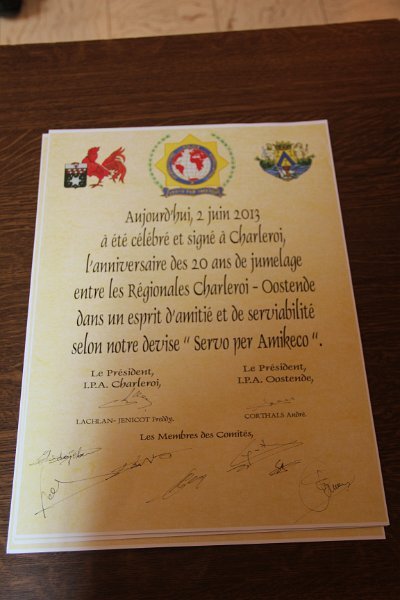 Aujourd'hui, 2 juin 2013
à été célébré et signé à Charleroi,
l'anniversaire des 20 ans de jumelage
entre les Régionales Charleroi - Oostende
dans un esprit d'amitié et de serviabilité
selon notre devise " Servo per Amikeco ".
Le Président,
I.P.A. Charleroi,
Le Président,
I.P.A. Oostende,
LACHLAN- JENICOT Freddy.
CORTHALS André.
Les Membres des Comités,